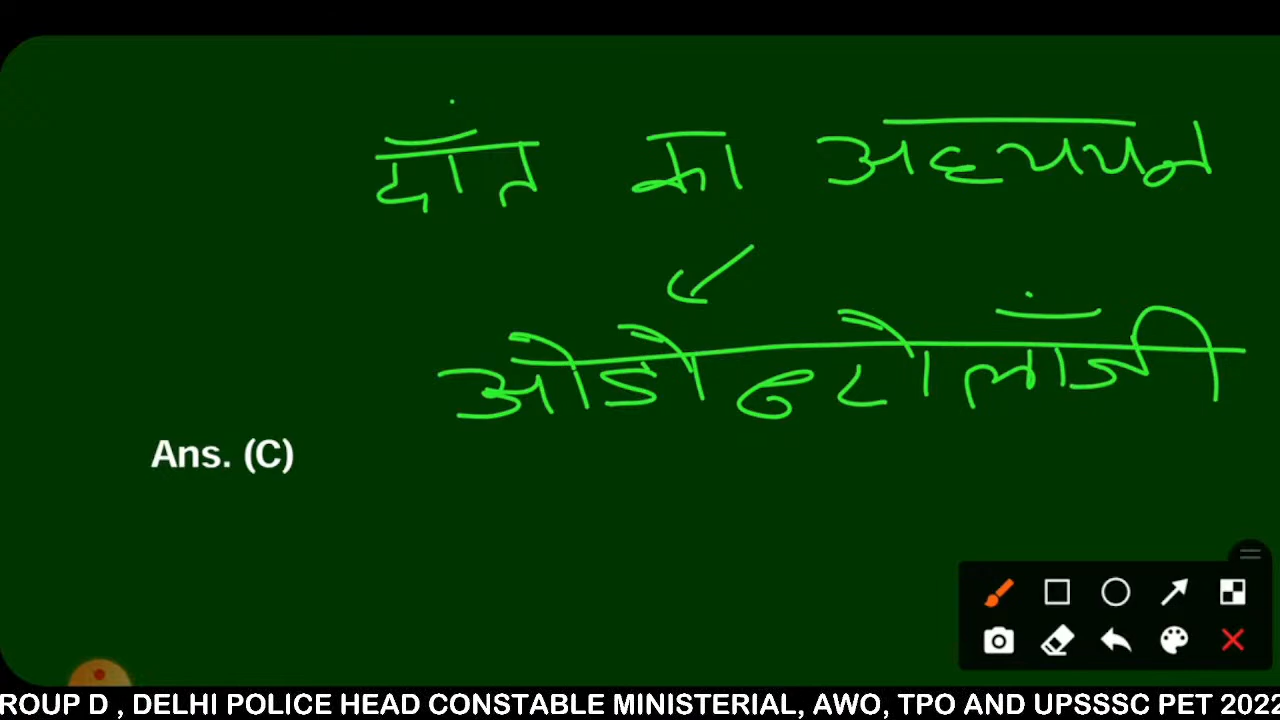 दाँत का अध्ययन
ओडोन्टोलॉजी
Ans. (C)
ROUP D , DELHI POLICE HEAD CONSTABLE MINISTERIAL, AWO, TPO AND UPSSSC PET 2022